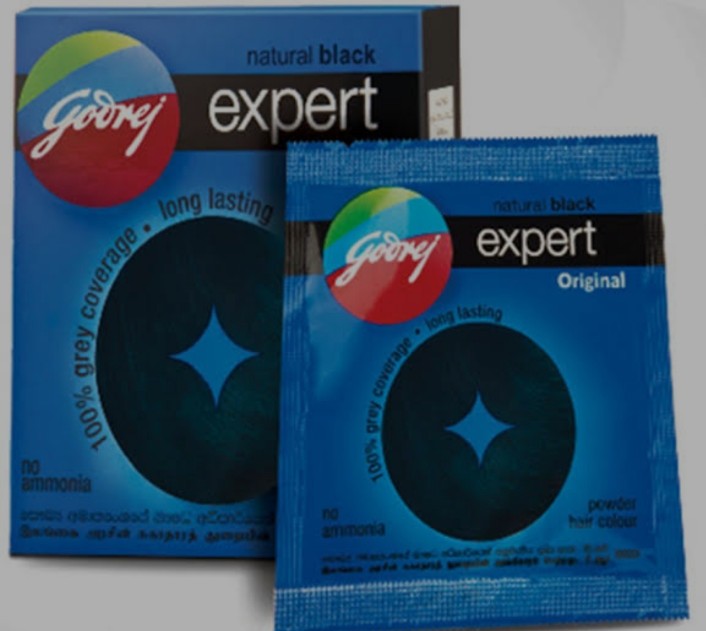 natural black
Godrej
expert
100% grey coverage • long lasting
no
ammonia
natural black
Godrej
expert
Original
100% grey coverage • long lasting
no
ammonia
powder
hair colour